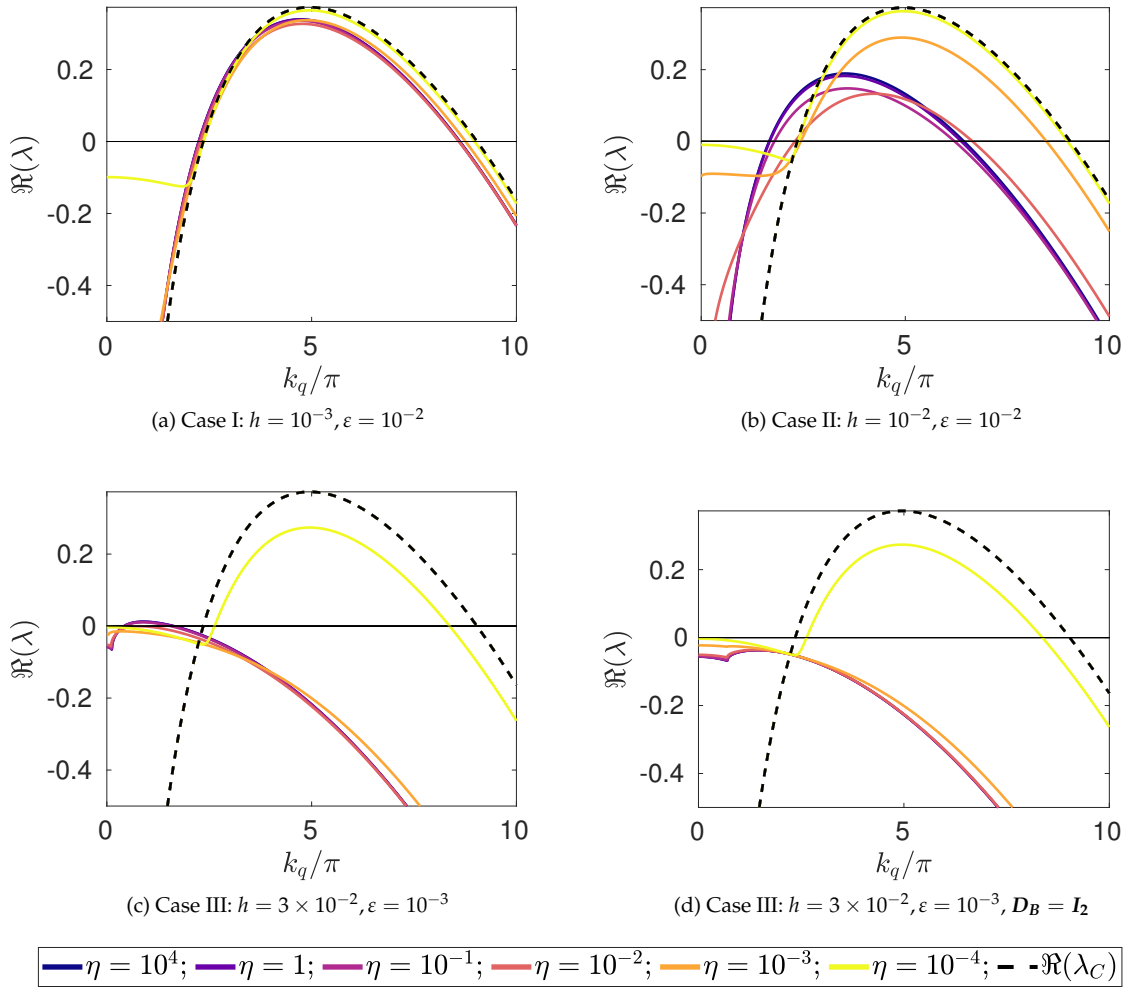 0.2
0
-0.2
-0.4
ℜ(λ)
0 5 10
k_q/π
(a) Case I: h = 10^{-3}, ε = 10^{-2}
0.2
0
-0.2
-0.4
ℜ(λ)
0 5 10
k_q/π
(b) Case II: h = 10^{-2}, ε = 10^{-2}
0.2
0
-0.2
-0.4
ℜ(λ)
0 5 10
k_q/π
(c) Case III: h = 3 × 10^{-2}, ε = 10^{-3}
0.2
0
-0.2
-0.4
ℜ(λ)
0 5 10
k_q/π
(d) Case III: h = 3 × 10^{-2}, ε = 10^{-3}, D_B = I_2
η = 10^4; η = 1; η = 10^{-1}; η = 10^{-2}; η = 10^{-3}; η = 10^{-4}; ℜ(λ_C)